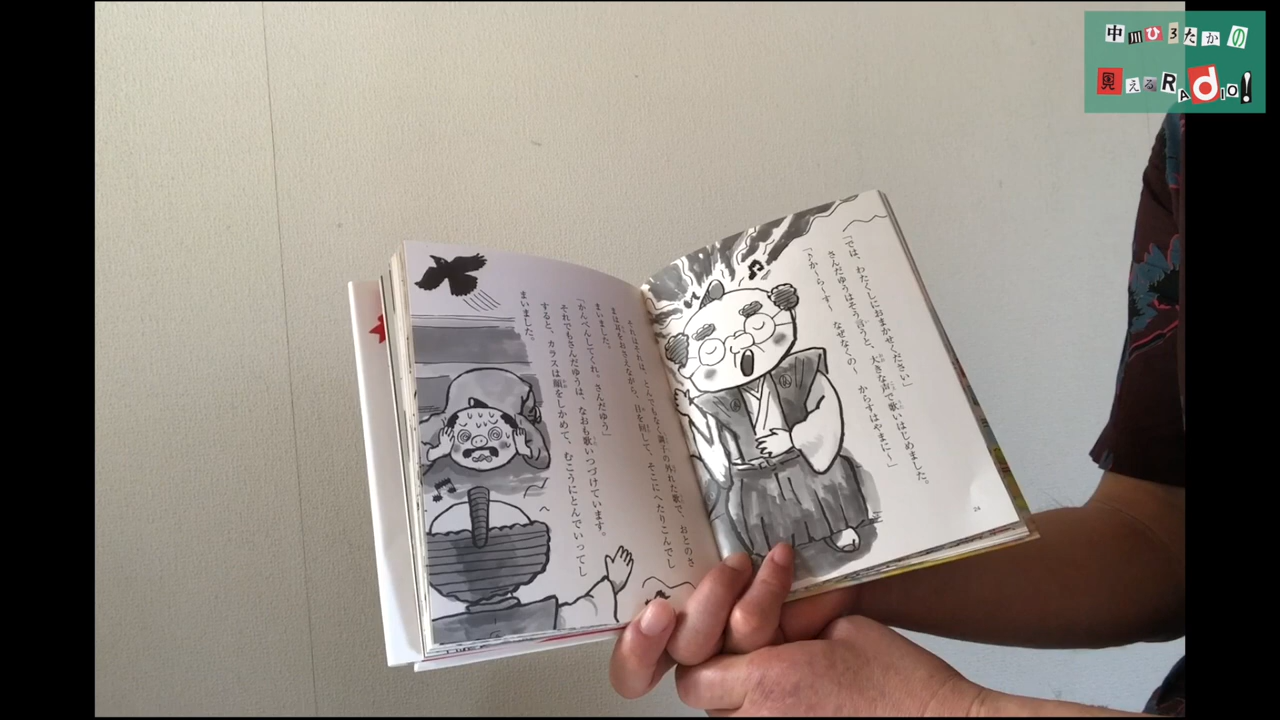 中川ひろたかの
見えるRADIO!
「では、わたくしにおまかせください」
さんだゆうはそう言うと、大きな声で歌いはじめました。
「♪か〜ら〜す〜　なぜなくの〜　からすはやまに〜」
24
それはそれは、とんでもなく調子の外れた歌で、おとのさ
まは耳をおさえながら、目を回して、そこにへたりこんでし
まいました。
「かんべんしてくれ、さんだゆう」
それでもさんだゆうは、なおも歌いつづけています。
すると、カラスは顔をしかめて、むこうにとんでいってし
まいました。